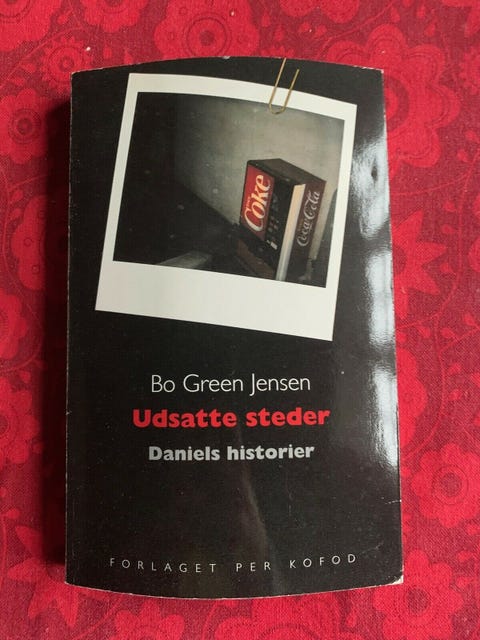 Coke
Coca-Cola
Bo Green Jensen
Udsatte steder
Daniels historier
FORLAGET PER KOFOD